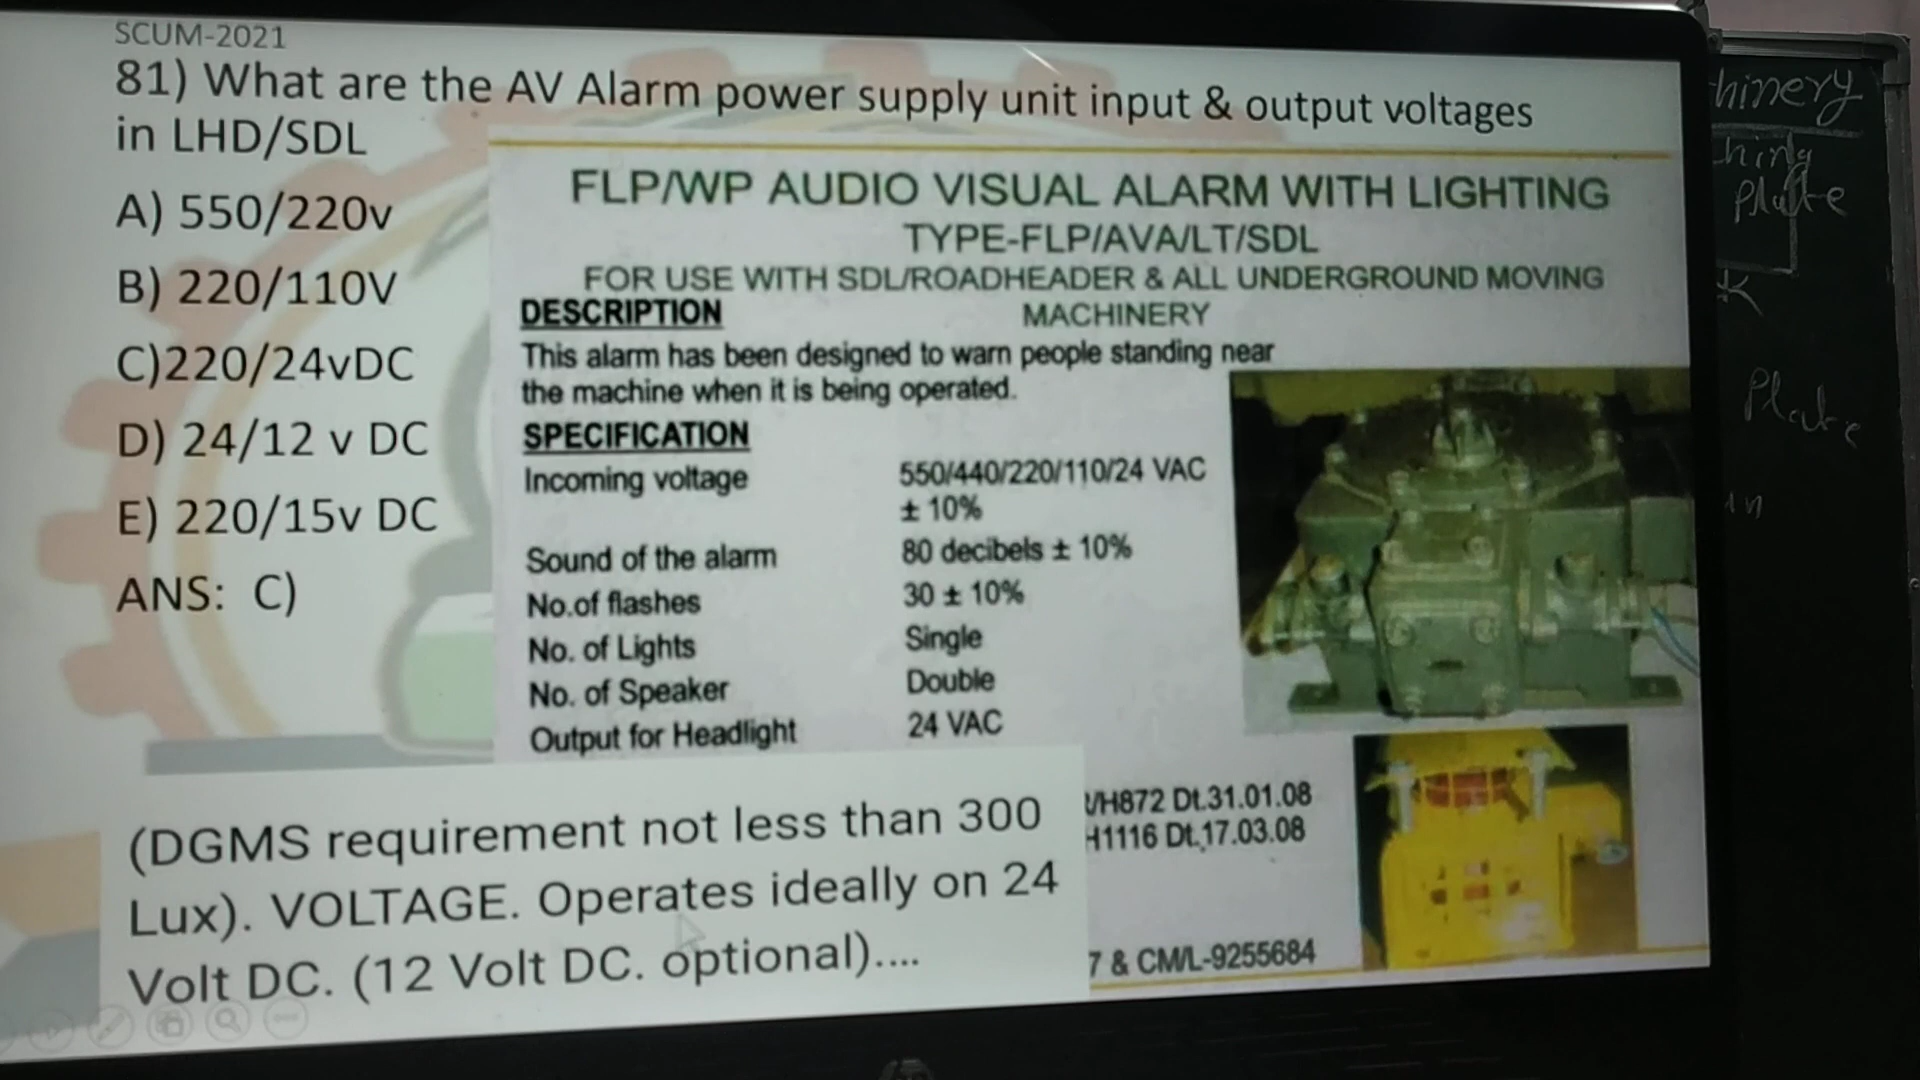 SCUM-2021
81) What are the AV Alarm power supply unit input & output voltages
in LHD/SDL
A) 550/220v
B) 220/110V
C)220/24vDC
D) 24/12 v DC
E) 220/15v DC
ANS: C)
FLP/WP AUDIO VISUAL ALARM WITH LIGHTING
TYPE-FLP/AVA/LT/SDL
FOR USE WITH SDL/ROADHEADER & ALL UNDERGROUND MOVING
MACHINERY
DESCRIPTION
This alarm has been designed to warn people standing near
the machine when it is being operated.
SPECIFICATION
Incoming voltage 550/440/220/110/24 VAC
± 10%
Sound of the alarm 80 decibels ± 10%
No.of flashes 30 ± 10%
No. of Lights Single
No. of Speaker Double
Output for Headlight 24 VAC
/H872 Dt.31.01.08
H1116 Dt.17.03.08
7 & CM/L-9255684
(DGMS requirement not less than 300
Lux). VOLTAGE. Operates ideally on 24
Volt DC. (12 Volt DC. optional)....
hinery
hing
Plate
Plate